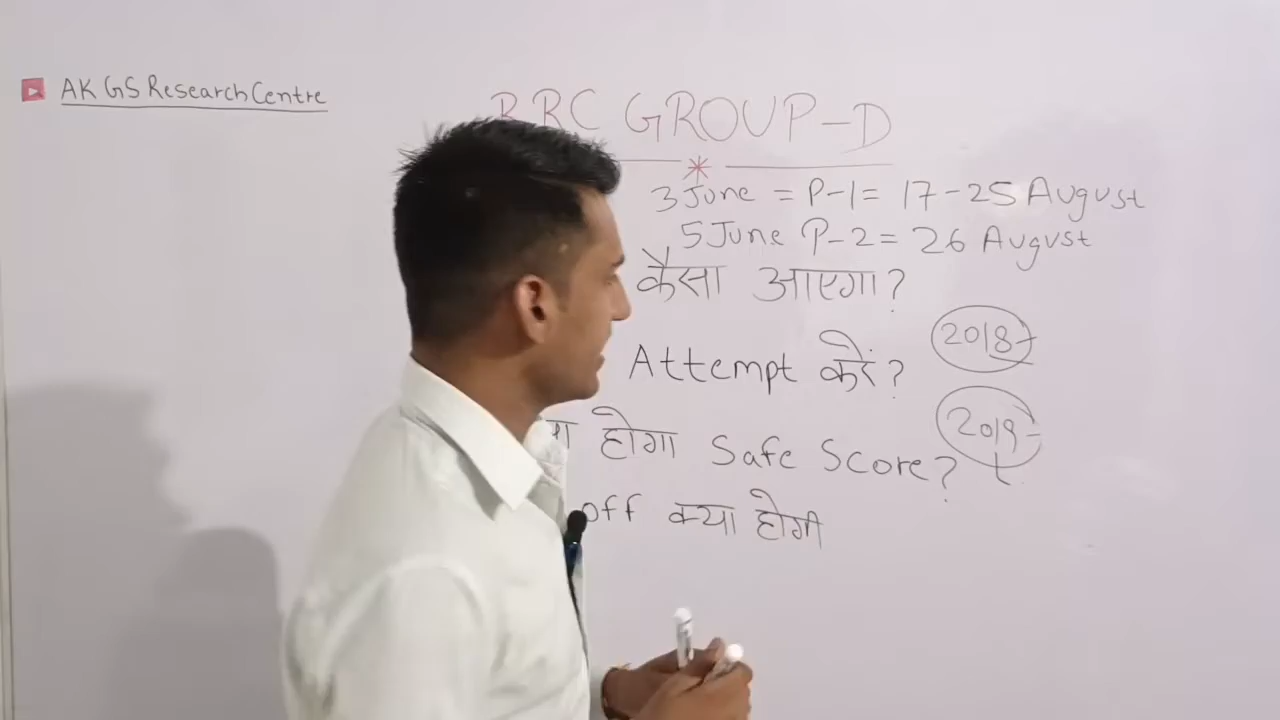 AK GS Research Centre
RRC GROUP-D
3 June = P-1 = 17-25 August
5 June P-2 = 26 August
कैसा आएगा?
2018
Attempt करें?
2019
होगा Safe Score?
off क्या होगी